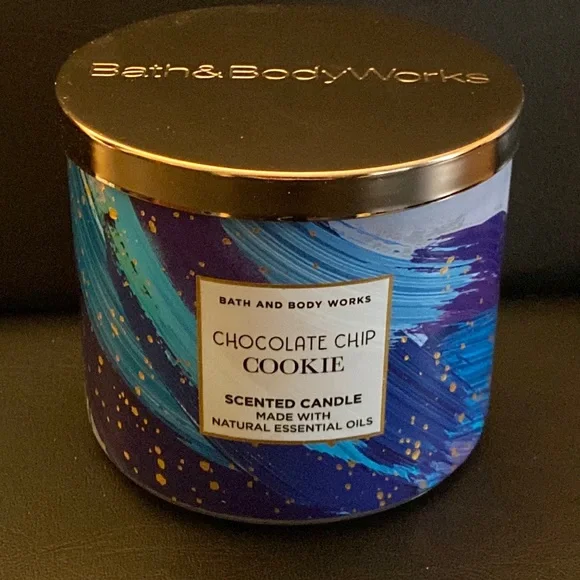 Bath&BodyWorks
BATH AND BODY WORKS
CHOCOLATE CHIP
COOKIE
SCENTED CANDLE
MADE WITH
NATURAL ESSENTIAL OILS